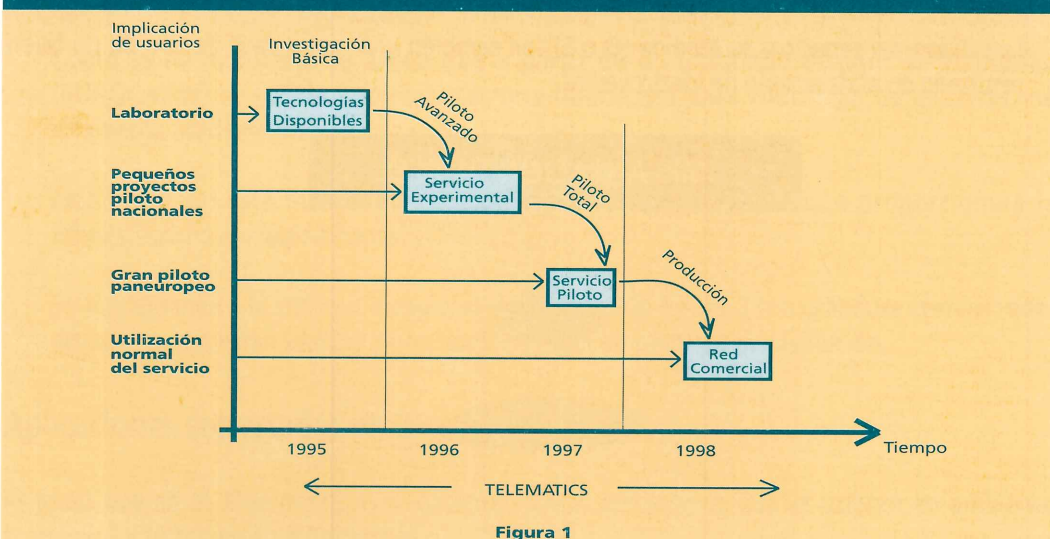 Implicación
de usuarios
Investigación
Básica
Laboratorio
Tecnologías
Disponibles
Piloto
Avanzado
Pequeños
proyectos
piloto
nacionales
Servicio
Experimental
Piloto
Total
Gran piloto
paneuropeo
Servicio
Piloto
Producción
Utilización
normal
del servicio
Red
Comercial
1995
1996
1997
1998
Tiempo
TELEMATICS
Figura 1